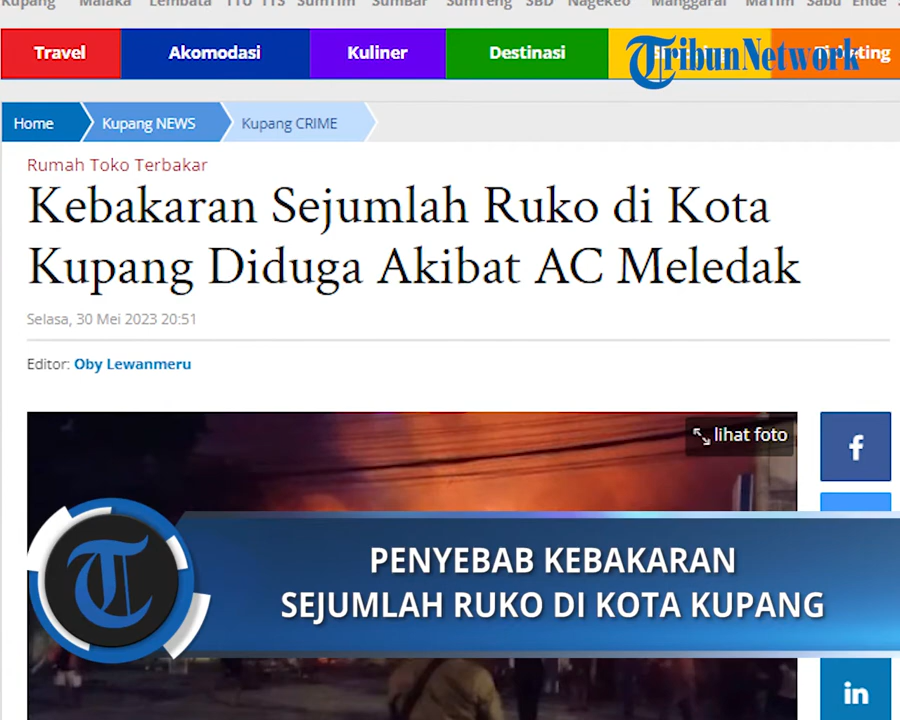 Kupang Malaka Lembata TTU TTS SumTim SumBar SumTeng SBD Nagekeo Manggarai MaTim Sabu Ende
Travel Akomodasi Kuliner Destinasi
TribunNetwork
Home Kupang NEWS Kupang CRIME
Rumah Toko Terbakar
Kebakaran Sejumlah Ruko di Kota
Kupang Diduga Akibat AC Meledak
Selasa, 30 Mei 2023 20:51
Editor: Oby Lewanmeru
lihat foto
f
T
PENYEBAB KEBAKARAN
SEJUMLAH RUKO DI KOTA KUPANG
in